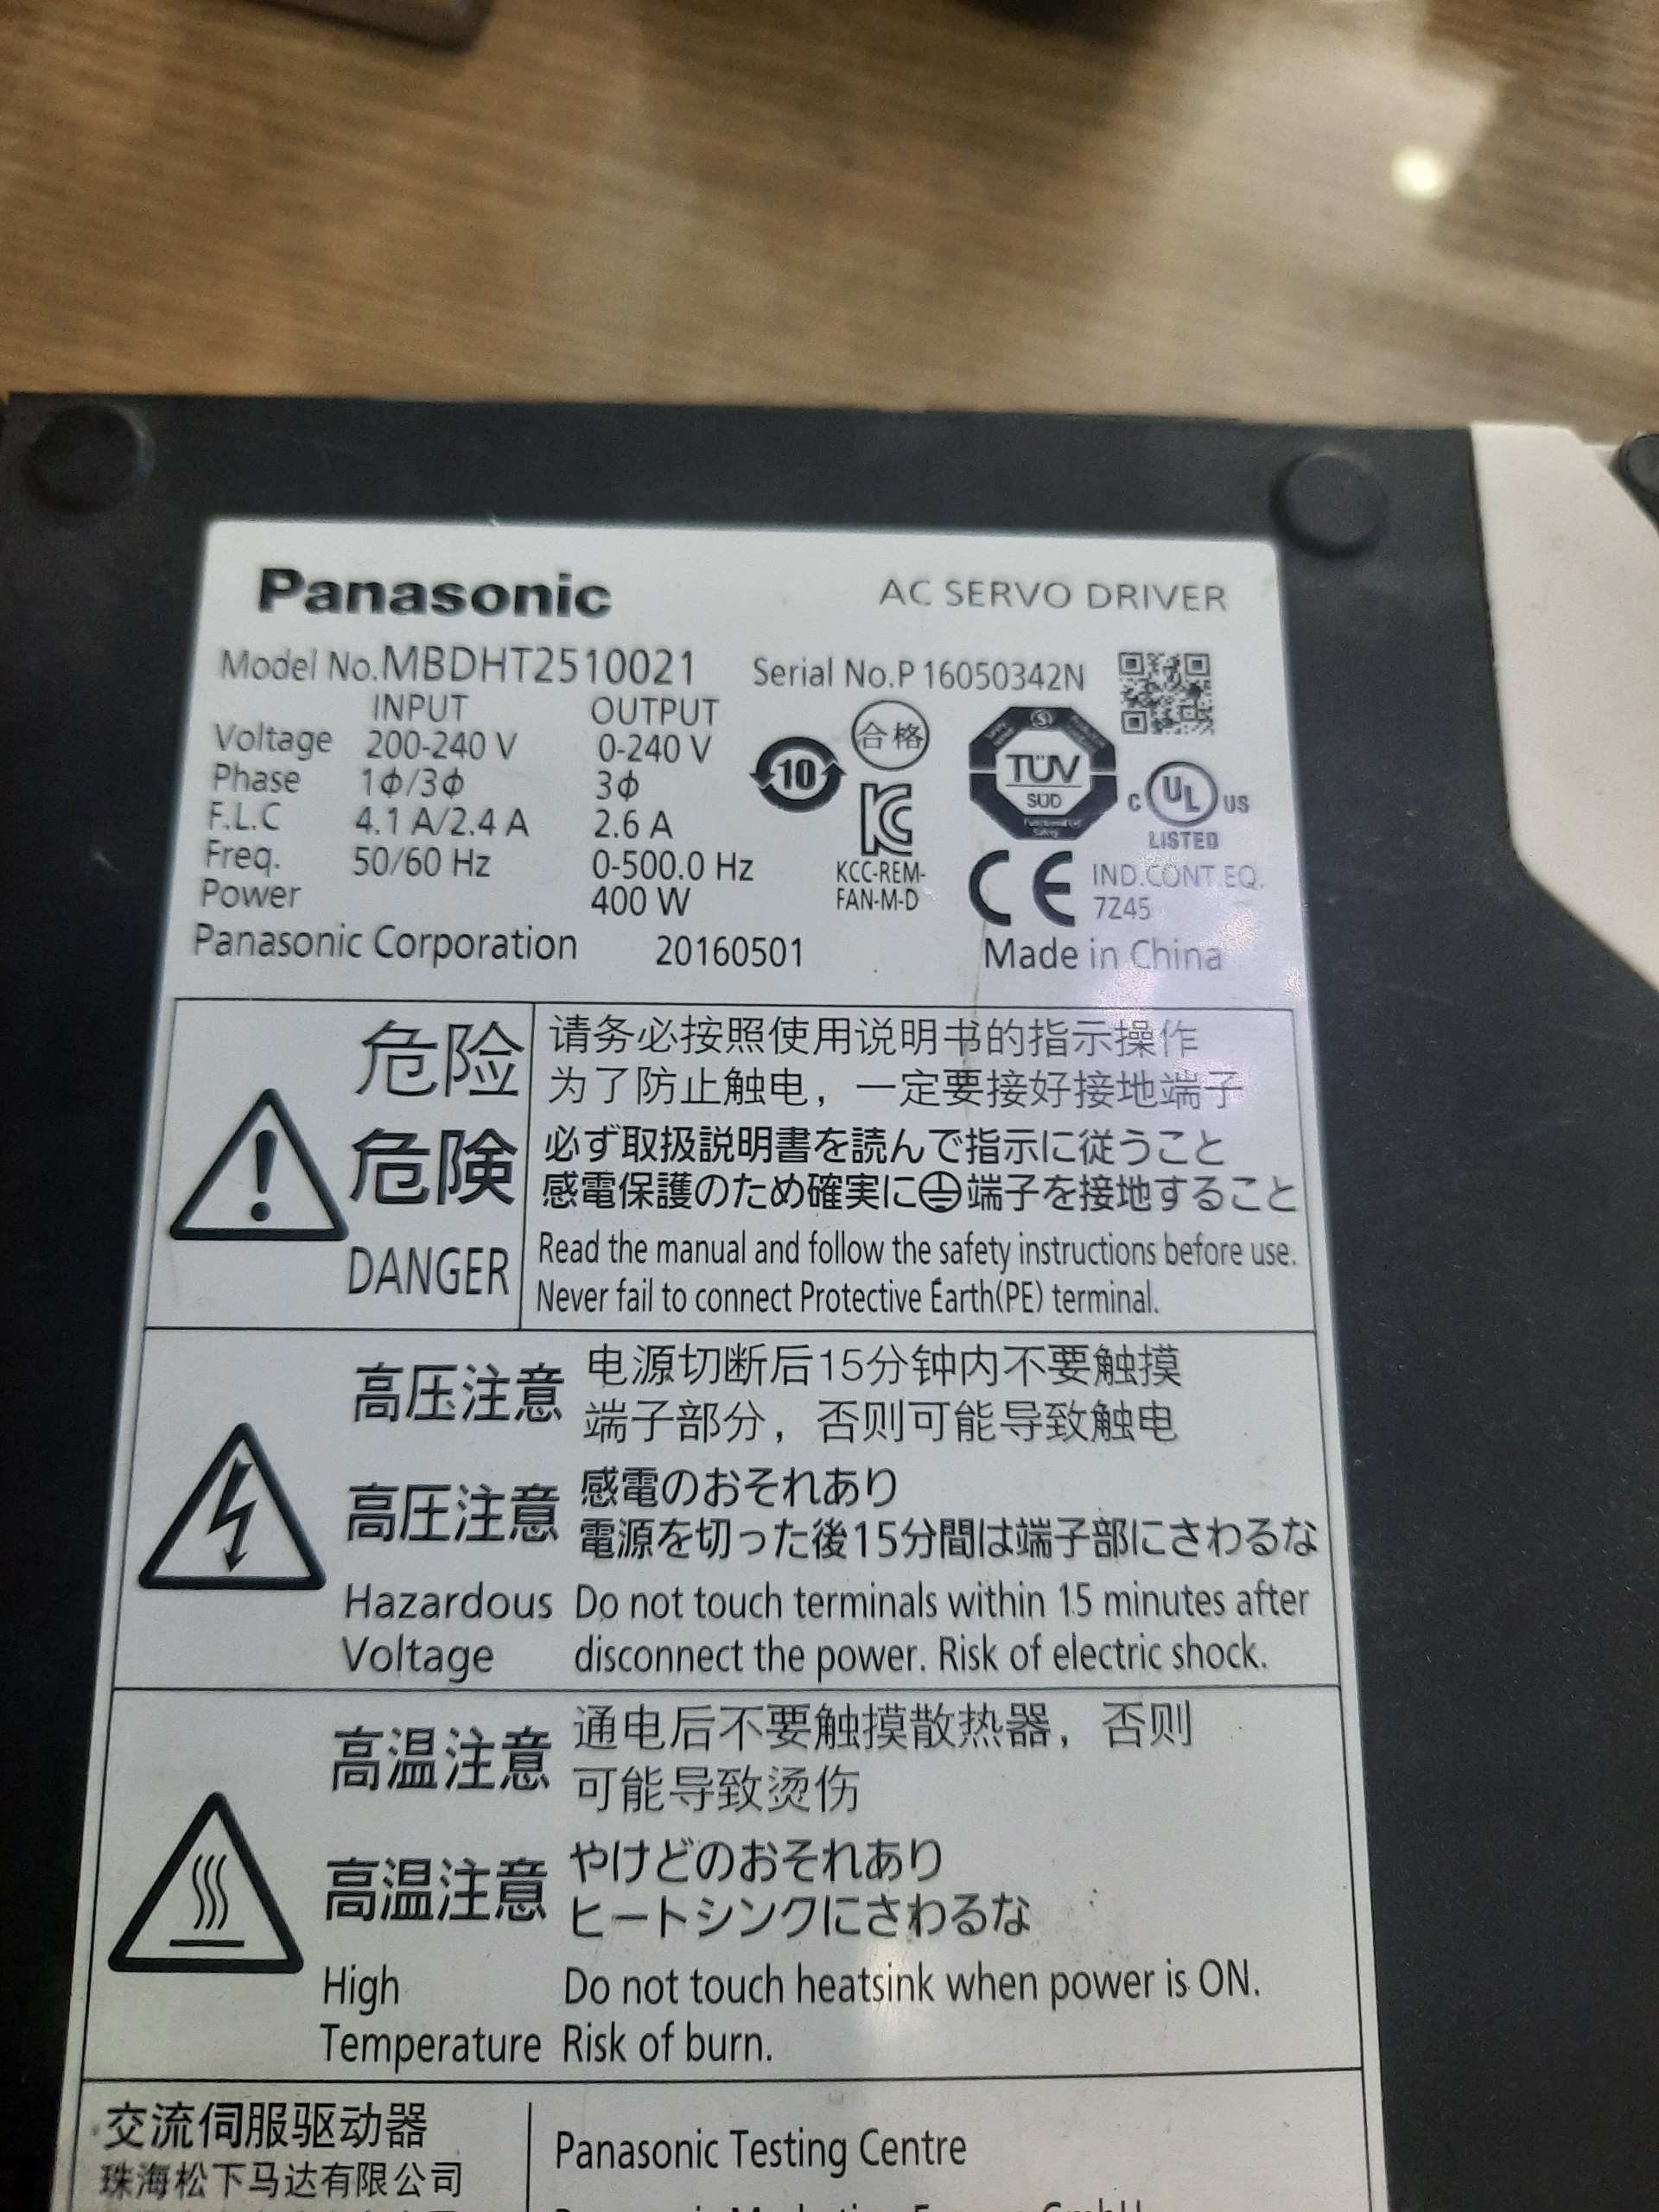 Panasonic
AC SERVO DRIVER
Model No.MBDHT2510021 Serial No.P 16050342N
INPUT OUTPUT
Voltage 200-240 V 0-240 V
Phase 1ϕ/3ϕ 3ϕ
F.L.C 4.1 A/2.4 A 2.6 A
Freq. 50/60 Hz 0-500.0 Hz
Power 400 W
10
合格
KCC-REM-
FAN-M-D
TÜV
SÜD
C UL US
LISTED
CE
IND.CONT.EQ.
7Z45
Panasonic Corporation 20160501 Made in China
危险
请务必按照使用说明书的指示操作
为了防止触电，一定要接好接地端子
危険
必ず取扱説明書を読んで指示に従うこと
感電保護のため確実に⏚端子を接地すること
DANGER
Read the manual and follow the safety instructions before use.
Never fail to connect Protective Earth(PE) terminal.
高压注意
电源切断后15分钟内不要触摸
端子部分，否则可能导致触电
高圧注意
感電のおそれあり
電源を切った後15分間は端子部にさわるな
Hazardous Voltage
Do not touch terminals within 15 minutes after
disconnect the power. Risk of electric shock.
高温注意
通电后不要触摸散热器，否则
可能导致烫伤
高温注意
やけどのおそれあり
ヒートシンクにさわるな
High Temperature
Do not touch heatsink when power is ON.
Risk of burn.
交流伺服驱动器
珠海松下马达有限公司
Panasonic Testing Centre